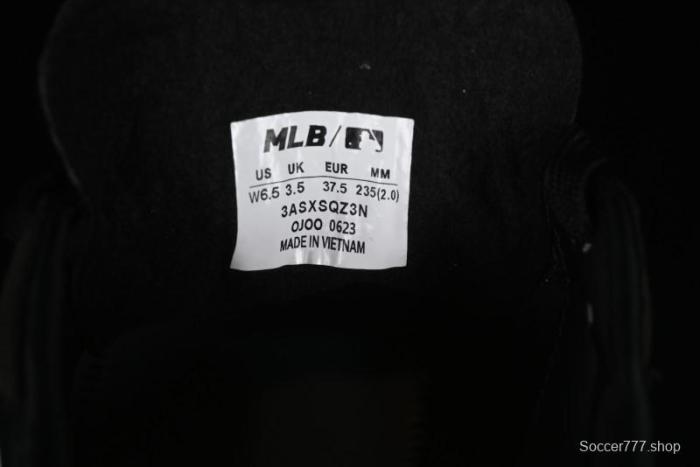 MLB/
US UK EUR MM
W6.5 3.5 37.5 235(2.0)
3ASXSQZ3N
OJOO 0623
MADE IN VIETNAM
Soccer777.shop